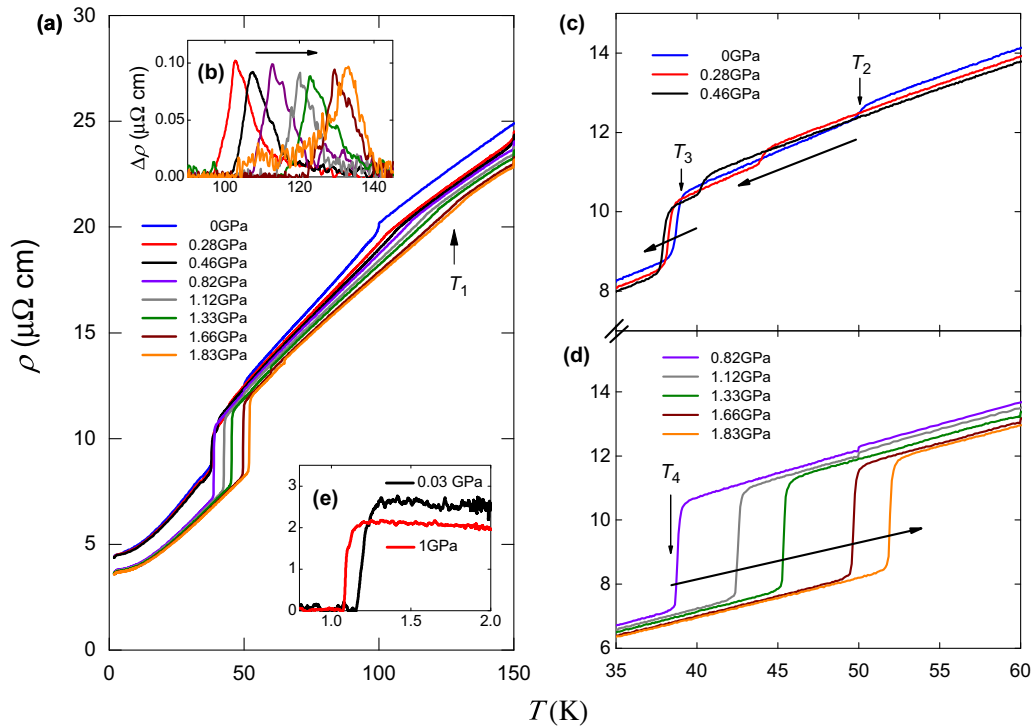 (a)
30
25
20
15
10
5
0
0
50
100
150
ρ (μΩ cm)
T₁
0GPa
0.28GPa
0.46GPa
0.82GPa
1.12GPa
1.33GPa
1.66GPa
1.83GPa
(b)
0.10
0.05
0.00
Δρ (μΩ cm)
100
120
140
(e)
3
2
1
0
0.03 GPa
1GPa
1.0
1.5
2.0
(c)
14
12
10
8
0GPa
0.28GPa
0.46GPa
T₂
T₃
(d)
14
12
10
8
6
0.82GPa
1.12GPa
1.33GPa
1.66GPa
1.83GPa
T₄
35
40
45
50
55
60
T (K)